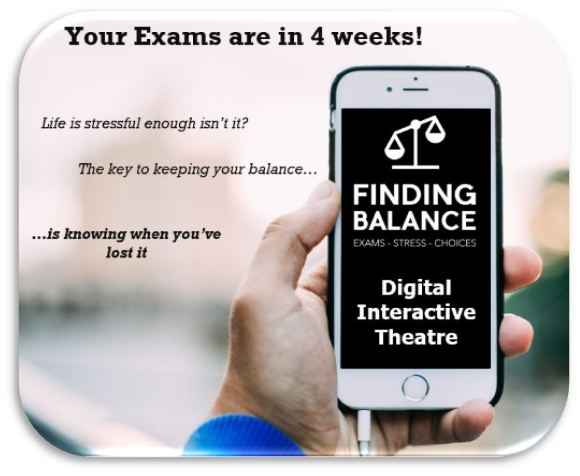 Your Exams are in 4 weeks!
Life is stressful enough isn't it?
The key to keeping your balance...
...is knowing when you've
lost it
FINDING
BALANCE
EXAMS - STRESS - CHOICES
Digital
Interactive
Theatre